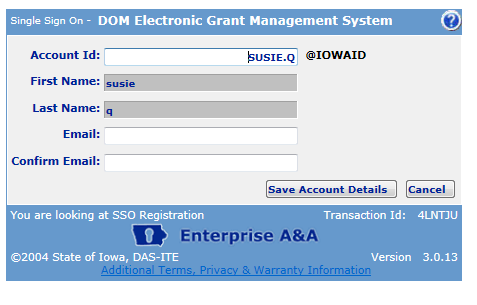 Single Sign On - DOM Electronic Grant Management System ?
Account Id: SUSIE.Q @IOWAID
First Name: susie
Last Name: q
Email:
Confirm Email:
Save Account Details Cancel
You are looking at SSO Registration Transaction Id: 4LNTJU
Enterprise A&A
©2004 State of Iowa, DAS-ITE Version 3.0.13
Additional Terms, Privacy & Warranty Information